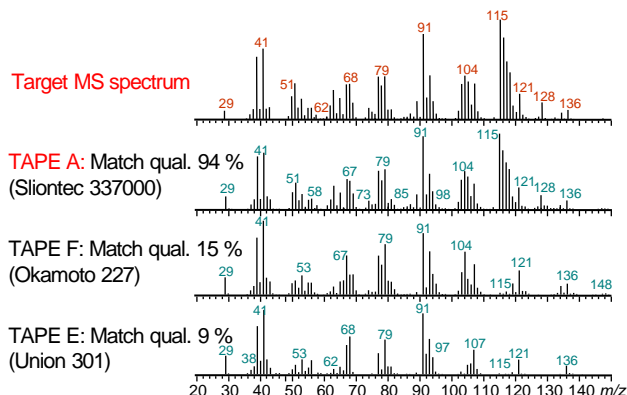 Target MS spectrum
29 41 51 62 68 79 91 104 115 121 128 136
TAPE A: Match qual. 94 %
(Sliontec 337000)
29 41 51 58 67 73 79 85 91 98 104 115 121 128 136
TAPE F: Match qual. 15 %
(Okamoto 227)
29 41 53 67 79 91 104 115 121 136 148
TAPE E: Match qual. 9 %
(Union 301)
29 38 41 53 62 68 79 91 97 107 115 121 136
20 30 40 50 60 70 80 90 100 110 120 130 140 m/z